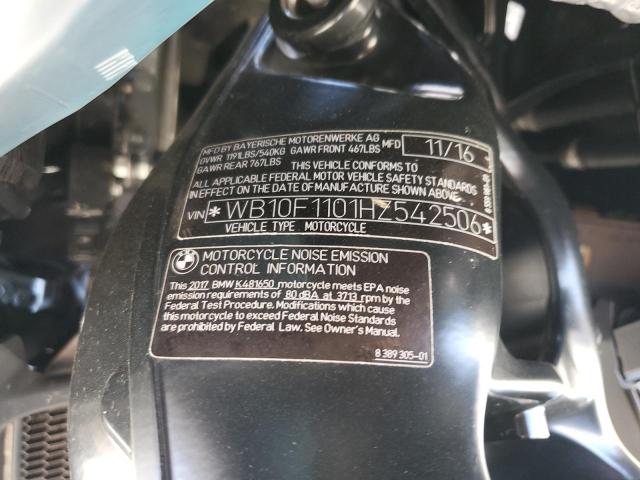 MFD BY BAYERISCHE MOTORENWERKE AG MFD 11/16
GVWR 1191LBS/540KG GAWR FRONT 467LBS
GAWR REAR 767LBS THIS VEHICLE CONFORMS TO
ALL APPLICABLE FEDERAL MOTOR VEHICLE SAFETY STANDARDS
IN EFFECT ON THE DATE OF MANUFACTURE SHOWN ABOVE.
VIN *WB10F1101HZ542506*
VEHICLE TYPE MOTORCYCLE
BMW
MOTORCYCLE NOISE EMISSION
CONTROL INFORMATION
This 2017 BMW K481650 motorcycle meets EPA noise
emission requirements of 80 dBA at 3713 rpm by the
Federal Test Procedure. Modifications which cause
this motorcycle to exceed Federal Noise Standards
are prohibited by Federal Law. See Owner's Manual.
8 389 305-01